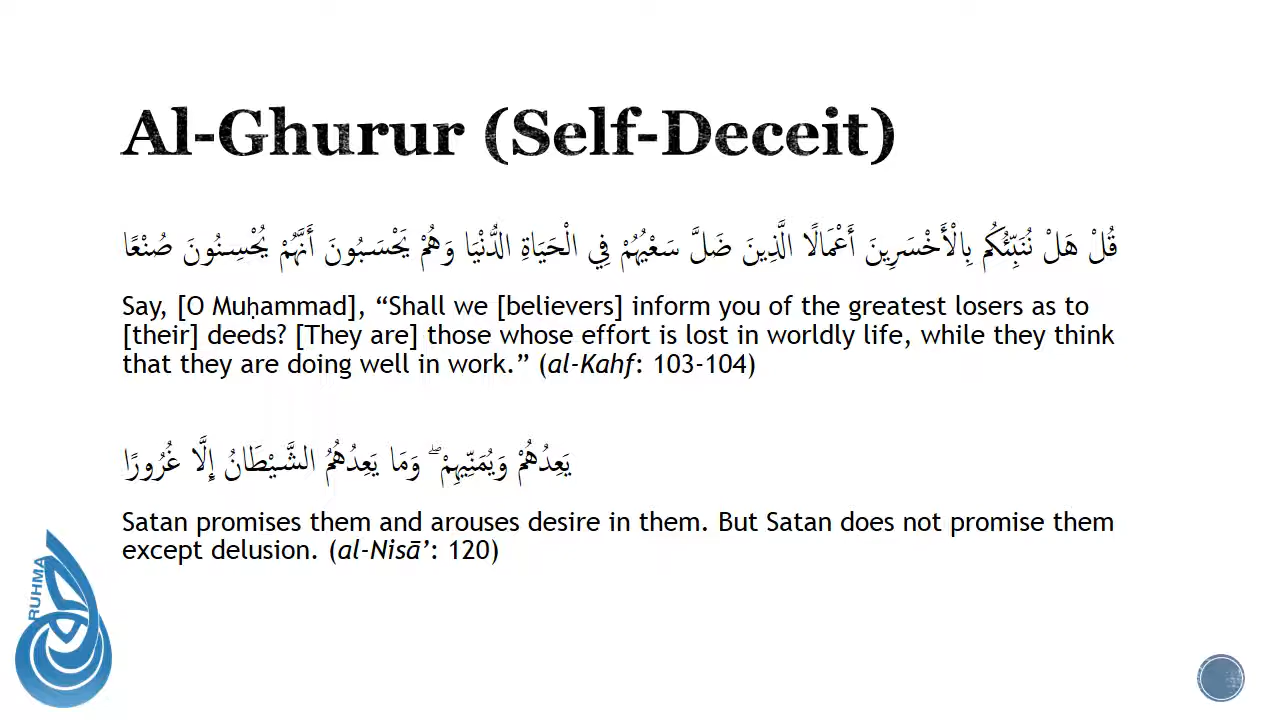 Al-Ghurur (Self-Deceit)
قُلْ هَلْ نُنَبِّئُكُم بِالْأَخْسَرِينَ أَعْمَالًا الَّذِينَ ضَلَّ سَعْيُهُمْ فِي الْحَيَاةِ الدُّنْيَا وَهُمْ يَحْسَبُونَ أَنَّهُمْ يُحْسِنُونَ صُنْعًا
Say, [O Muḥammad], “Shall we [believers] inform you of the greatest losers as to
[their] deeds? [They are] those whose effort is lost in worldly life, while they think
that they are doing well in work.” (al-Kahf: 103-104)
يَعِدُهُمْ وَيُمَنِّيهِمْ ۖ وَمَا يَعِدُهُمُ الشَّيْطَانُ إِلَّا غُرُورًا
Satan promises them and arouses desire in them. But Satan does not promise them
except delusion. (al-Nisā’: 120)
RUHMA